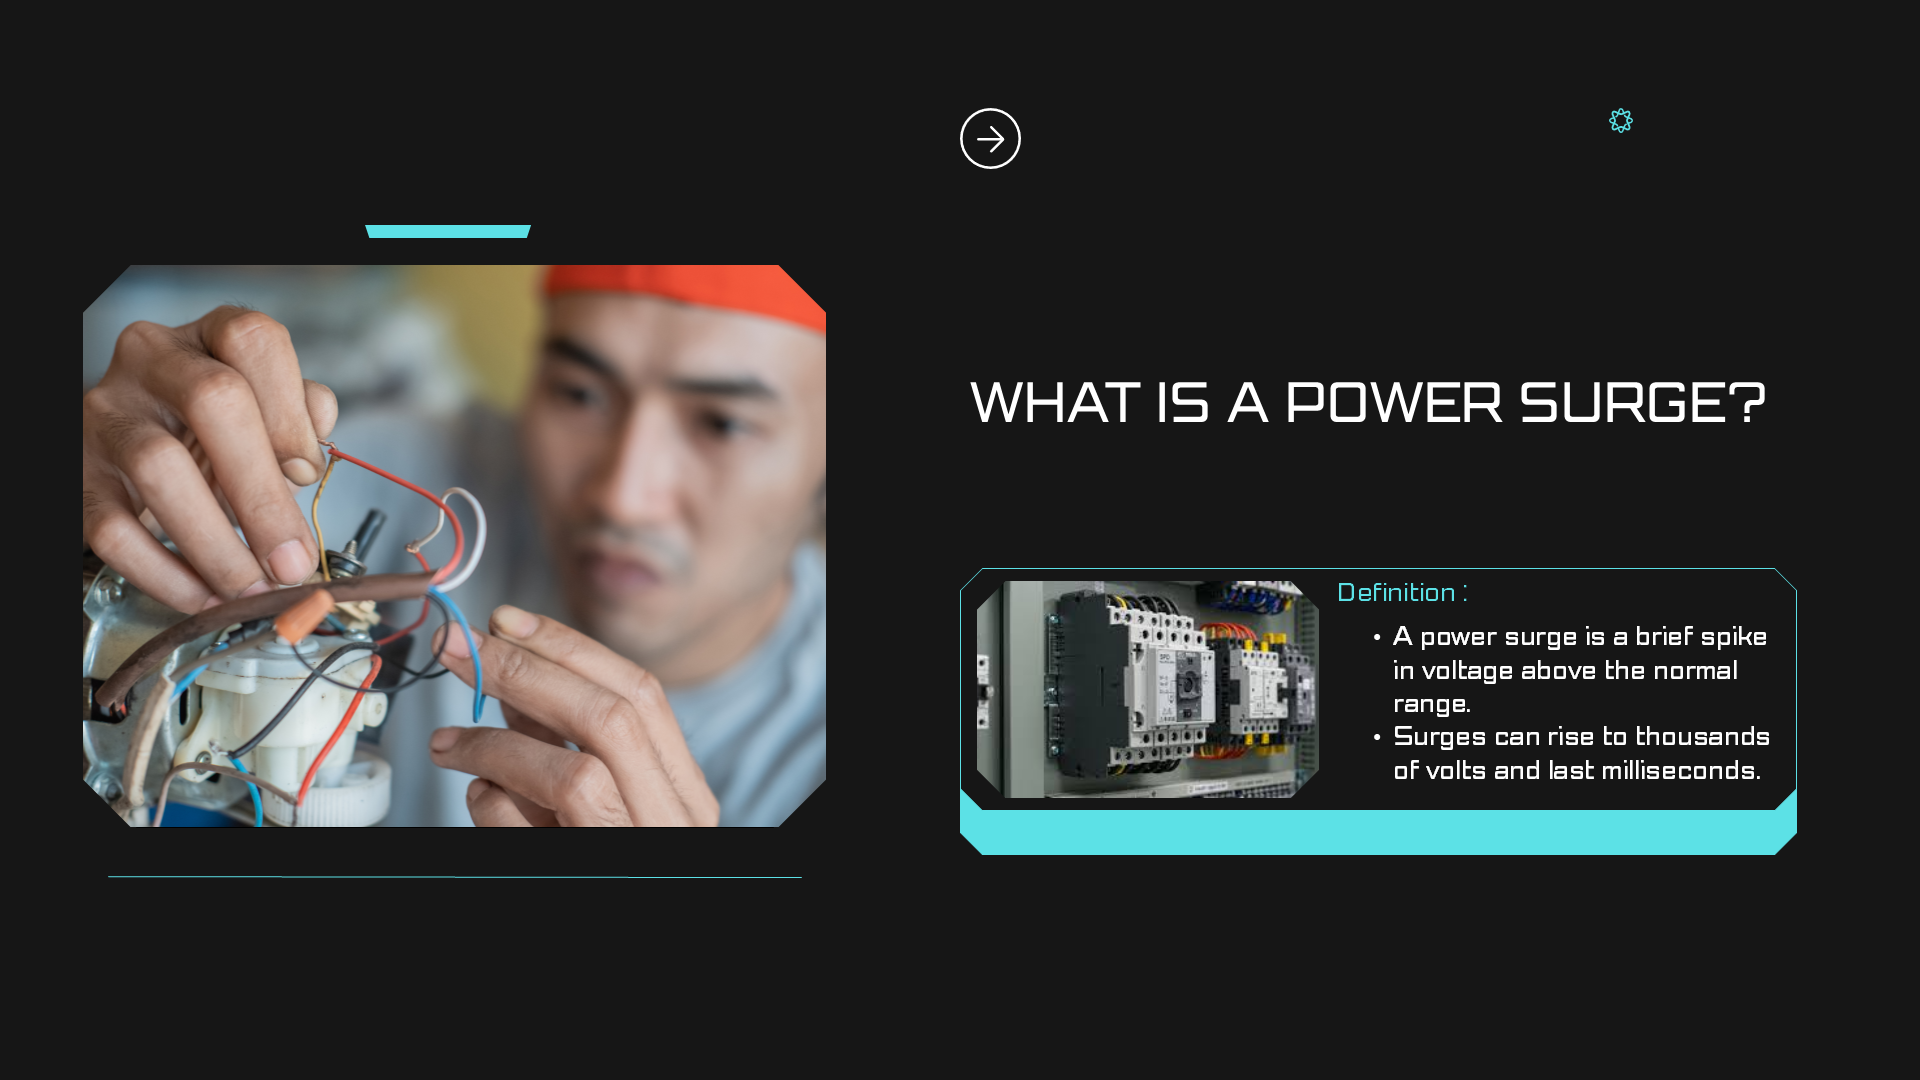 WHAT IS A POWER SURGE?
Definition :
• A power surge is a brief spike
in voltage above the normal
range.
• Surges can rise to thousands
of volts and last milliseconds.